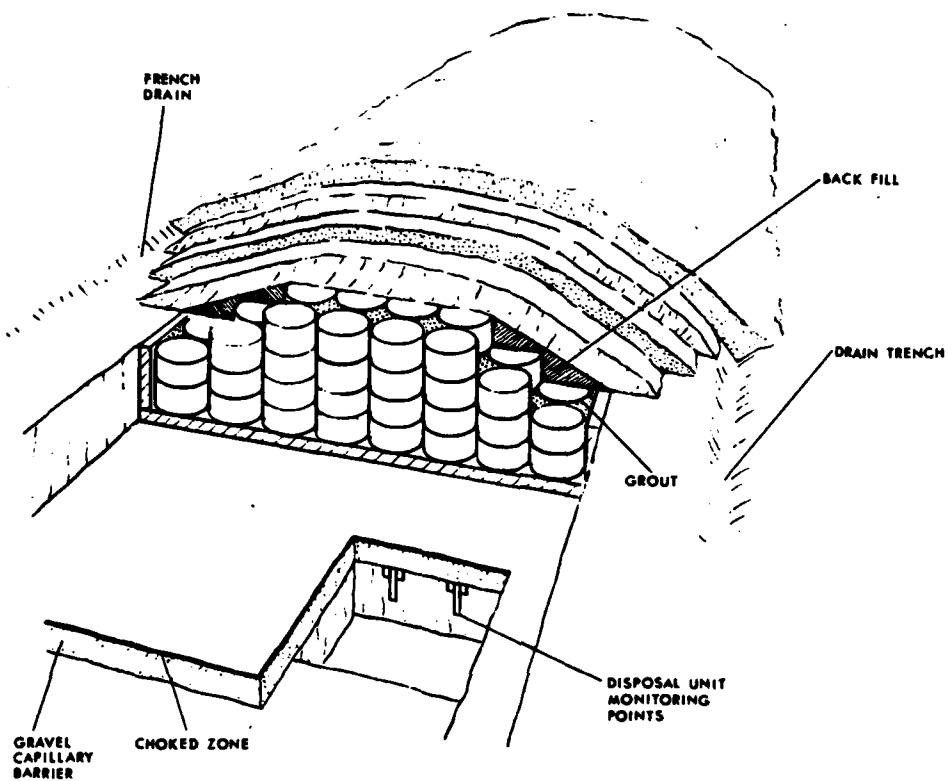 FRENCH
DRAIN
BACK FILL
DRAIN TRENCH
GROUT
DISPOSAL UNIT
MONITORING
POINTS
GRAVEL
CAPILLARY
BARRIER
CHOKED ZONE